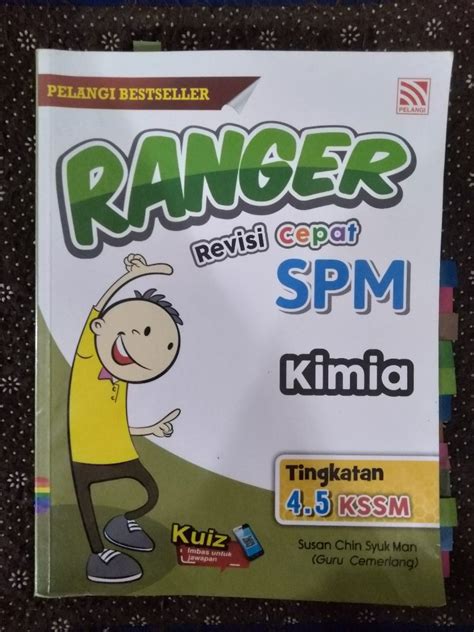 PELANGI BESTSELLER
PELANGI
RANGER
Revisi Cepat
SPM
Kimia
Tingkatan
4.5 KSSM
Kuiz
Imbas untuk
jawapan
Susan Chin Syuk Man
(Guru Cemerlang)